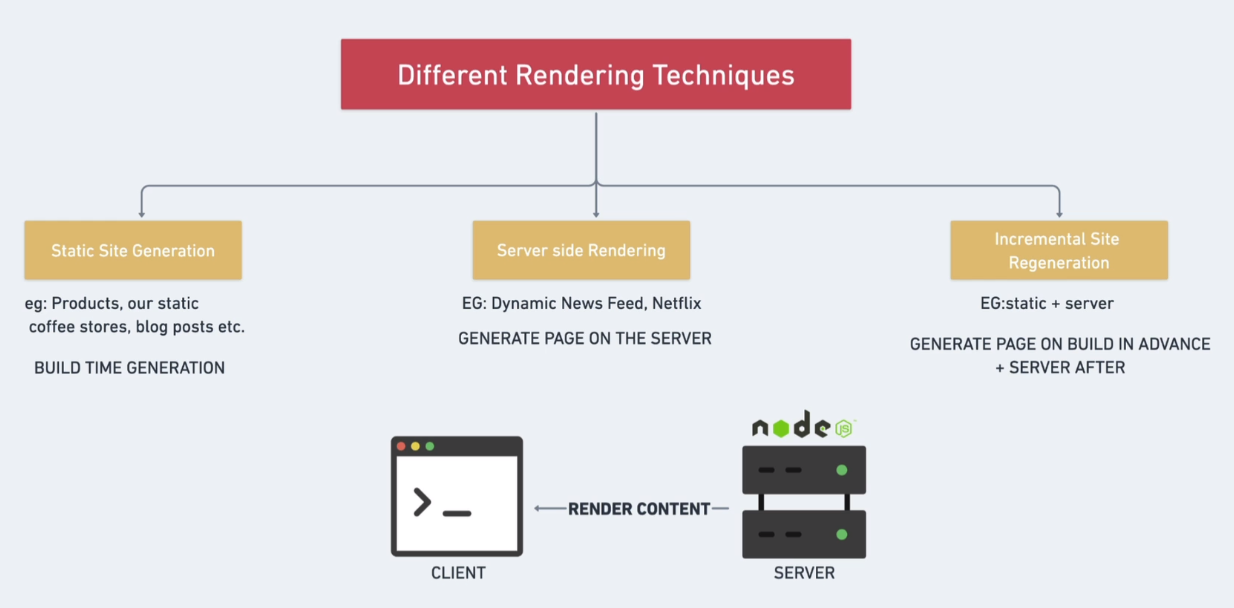 Different Rendering Techniques
Static Site Generation
Server side Rendering
Incremental Site
Regeneration
eg: Products, our static
coffee stores, blog posts etc.
BUILD TIME GENERATION
EG: Dynamic News Feed, Netflix
GENERATE PAGE ON THE SERVER
EG:static + server
GENERATE PAGE ON BUILD IN ADVANCE
+ SERVER AFTER
node JS
>_
RENDER CONTENT
CLIENT
SERVER